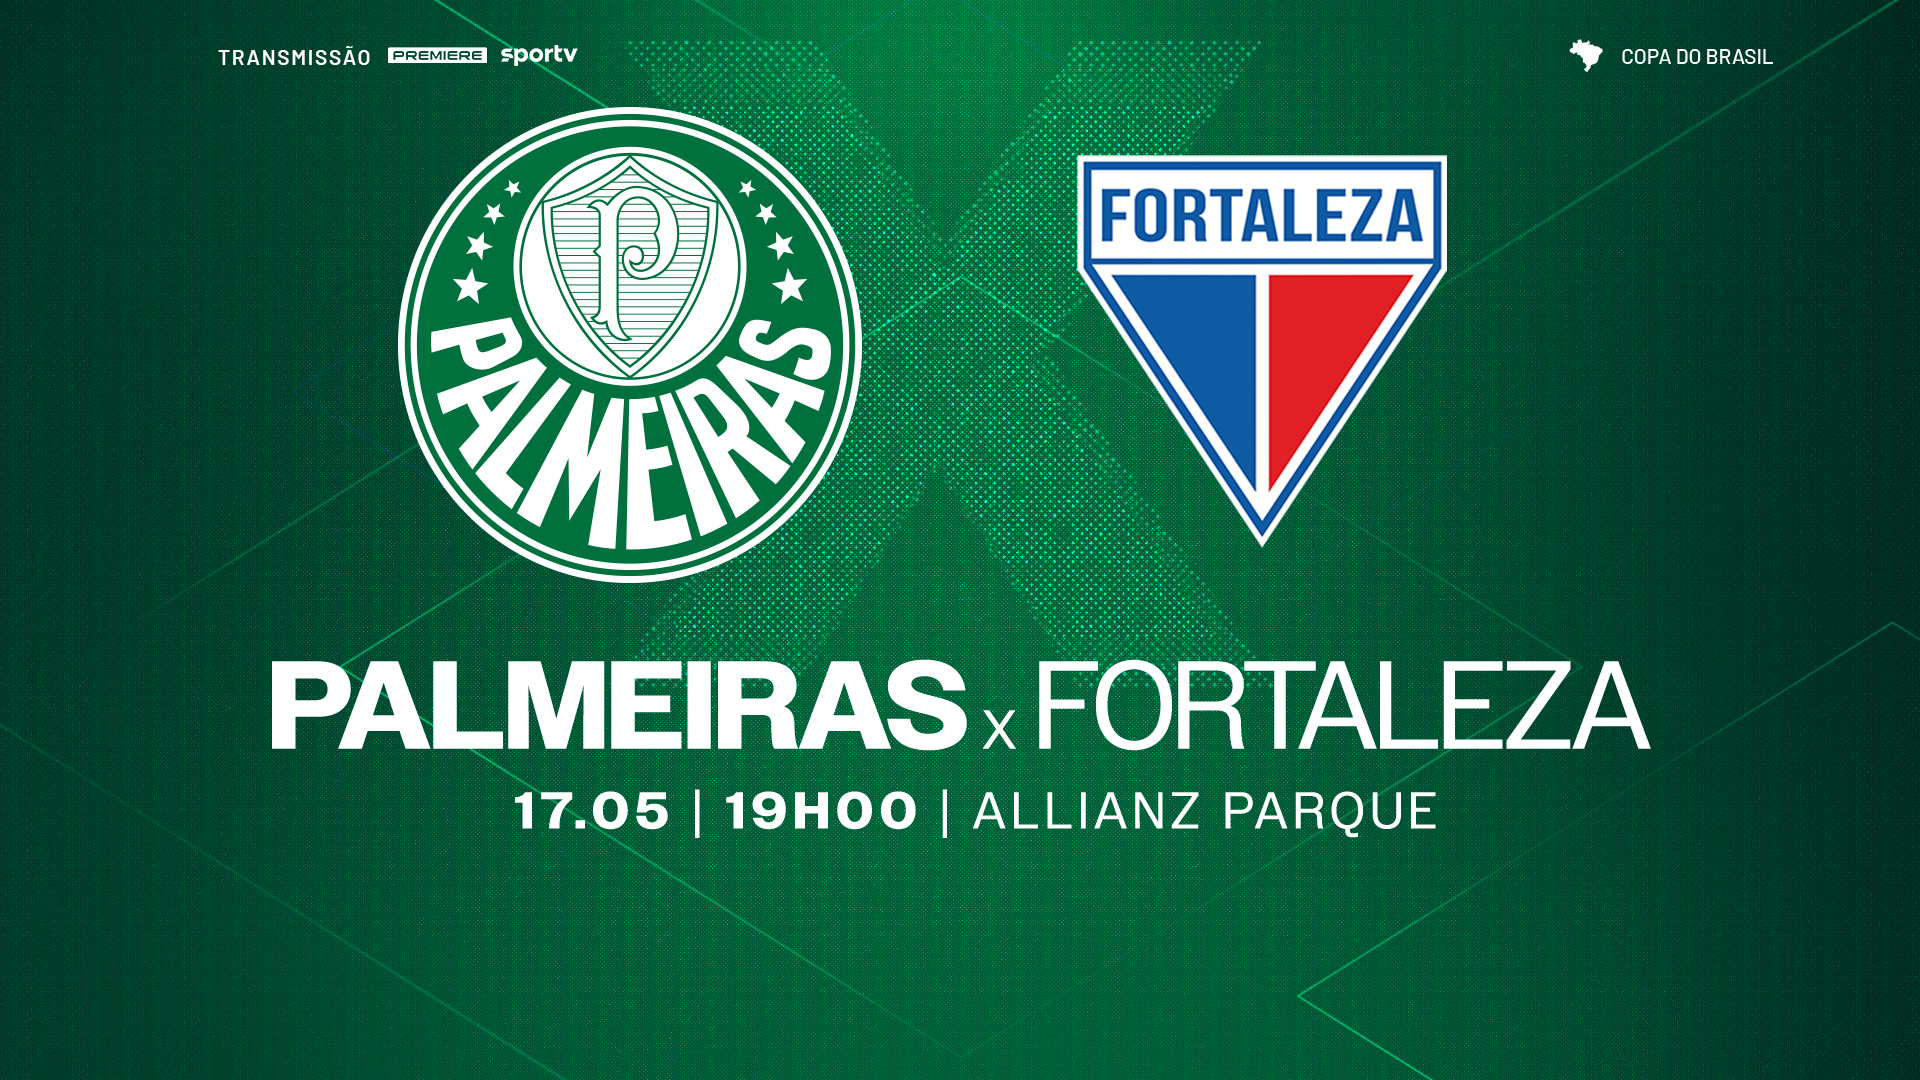 TRANSMISSÃO PREMIERE sportv
COPA DO BRASIL
P
PALMEIRAS
FORTALEZA
PALMEIRAS x FORTALEZA
17.05 | 19H00 | ALLIANZ PARQUE